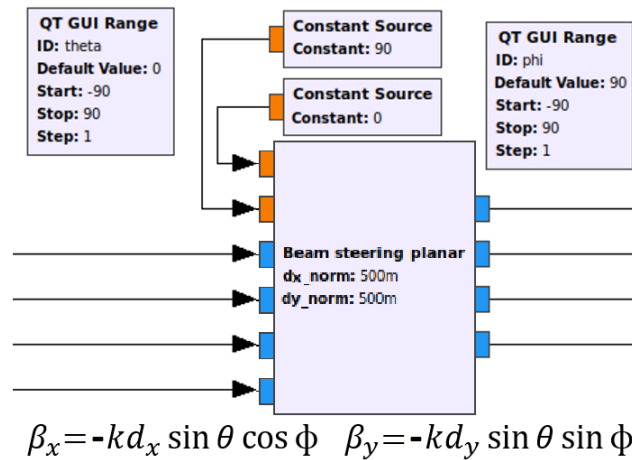 QT GUI Range
ID: theta
Default Value: 0
Start: -90
Stop: 90
Step: 1
Constant Source
Constant: 90
Constant Source
Constant: 0
QT GUI Range
ID: phi
Default Value: 90
Start: -90
Stop: 90
Step: 1
Beam steering planar
dx_norm: 500m
dy_norm: 500m
βₓ=-kdₓ sin θ cos ϕ βᵧ=-kdᵧ sin θ sin ϕ